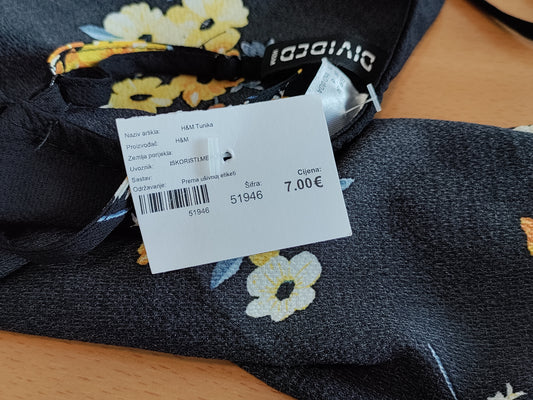 DIVIDED
Naziv artikla: H&M Tunika
Proizvođač: H&M
Zemlja porijekla:
Uvoznik: ISKORISTI.ME
Sastav:
Održavanje: Prema ušivnoj etiketi
Šifra:
Cijena:
51946
7.00€
51946